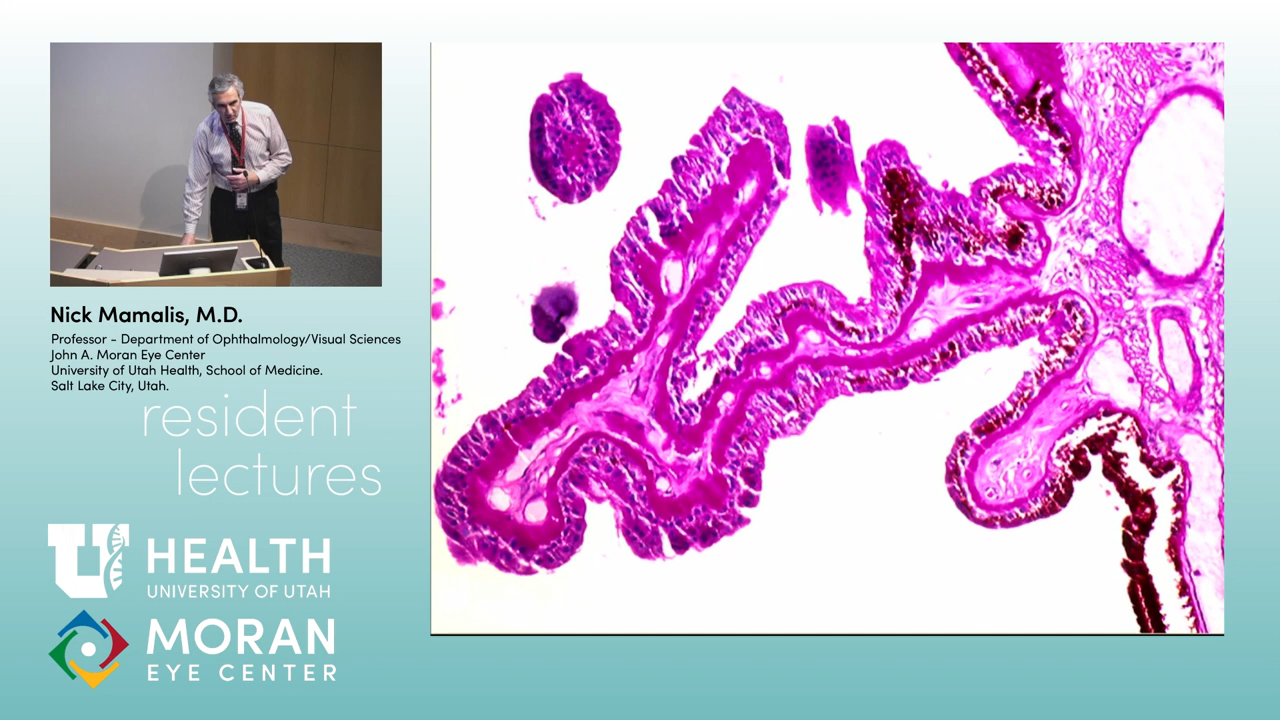 Nick Mamalis, M.D.
Professor - Department of Ophthalmology/Visual Sciences
John A. Moran Eye Center
University of Utah Health, School of Medicine.
Salt Lake City, Utah.
resident
lectures
U HEALTH
UNIVERSITY OF UTAH
MORAN
EYE CENTER